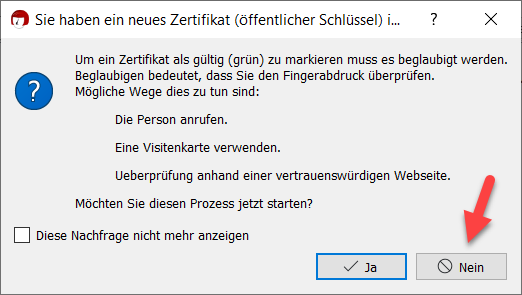 Sie haben ein neues Zertifikat (öffentlicher Schlüssel) i...
Um ein Zertifikat als gültig (grün) zu markieren muss es beglaubigt werden.
Beglaubigen bedeutet, dass Sie den Fingerabdruck überprüfen.
Mögliche Wege dies zu tun sind:
Die Person anrufen.
Eine Visitenkarte verwenden.
Ueberprüfung anhand einer vertrauenswürdigen Webseite.
Möchten Sie diesen Prozess jetzt starten?
Diese Nachfrage nicht mehr anzeigen
Ja
Nein